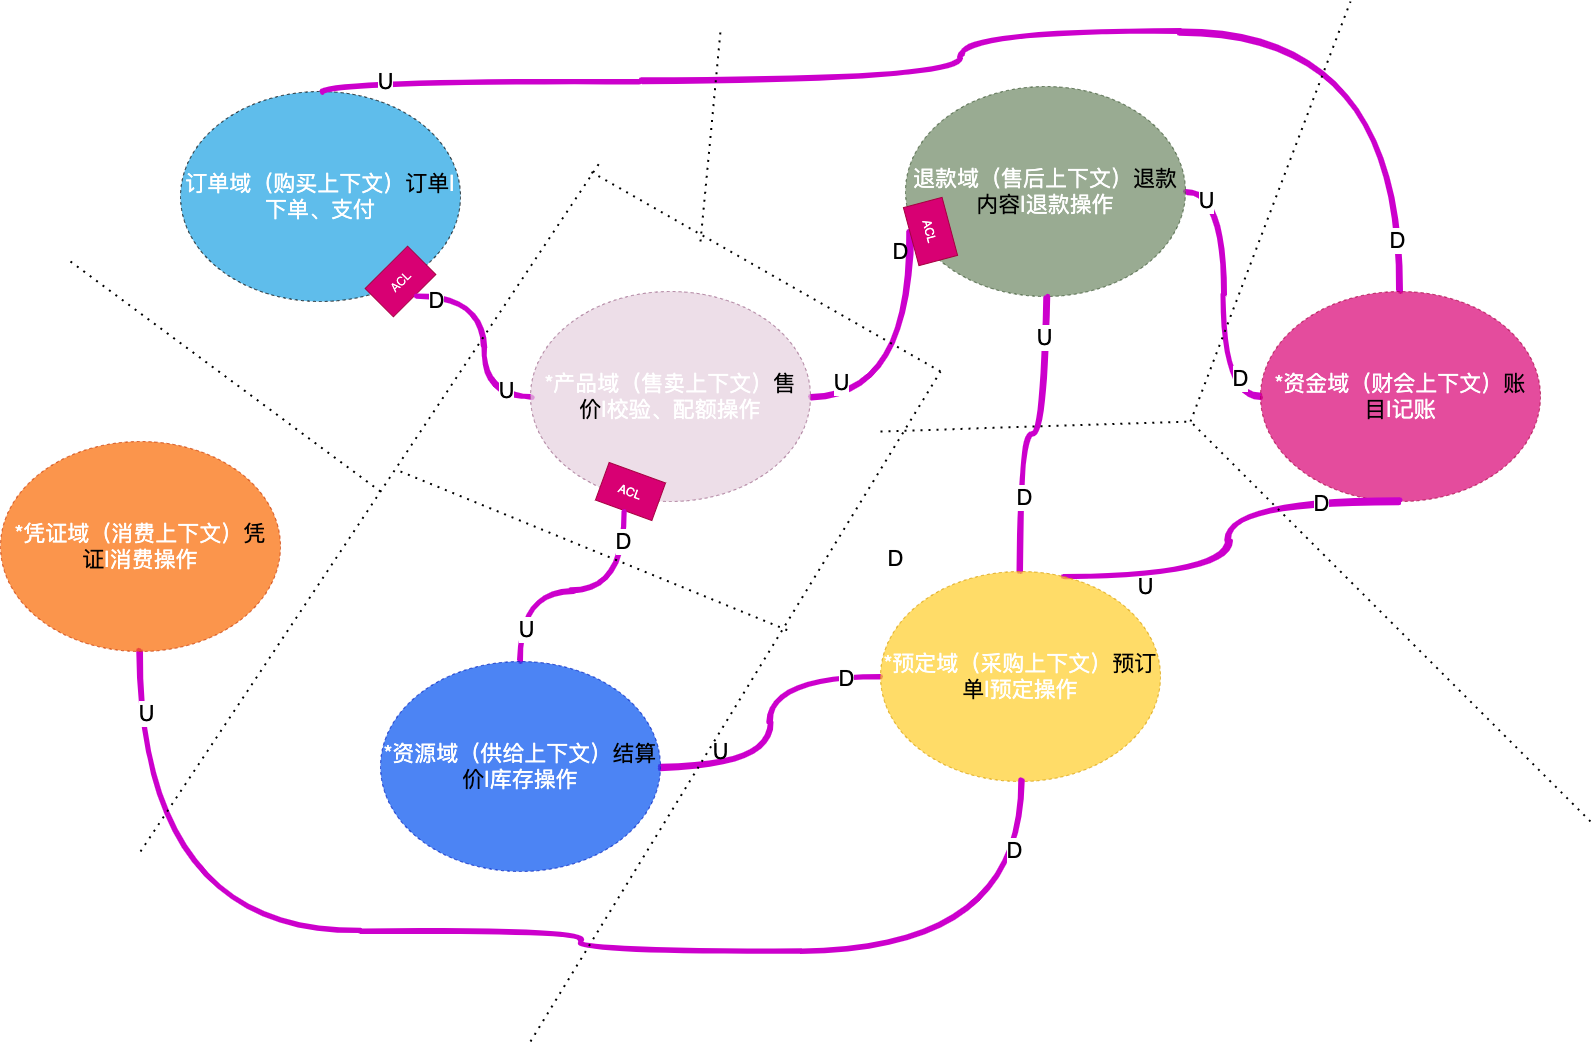 U
订单域（购买上下文）订单|
下单、支付
ACL
D
U
*产品域（售卖上下文）售
价|校验、配额操作
ACL
D
U
U
D
退款域（售后上下文）退款
内容|退款操作
ACL
U
D
D
*资金域（财会上下文）账
目|记账
D
U
D
D
U
*凭证域（消费上下文）凭
证|消费操作
U
*资源域（供给上下文）结算
价|库存操作
U
D
*预定域（采购上下文）预订
单|预定操作
D